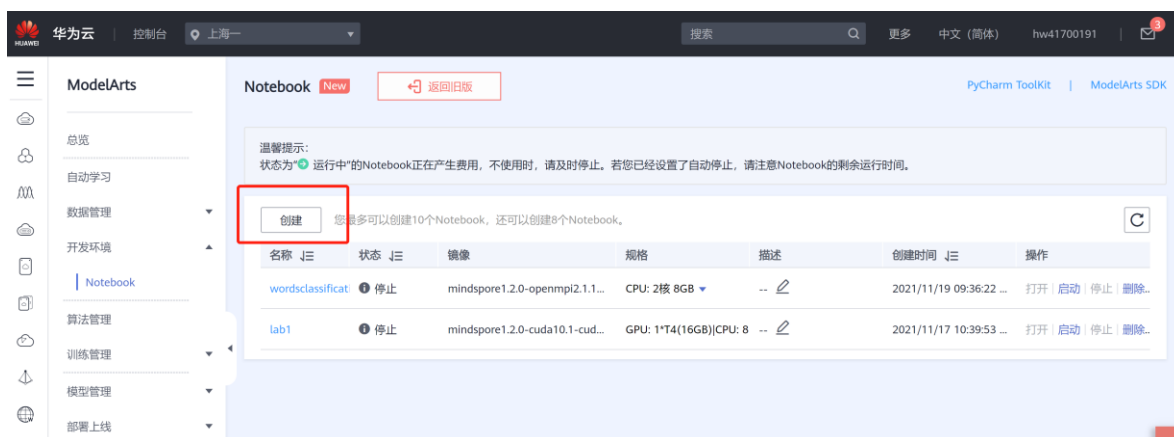 HUAWEI 华为云 | 控制台 上海一 搜索 更多 中文 (简体) hw41700191 | 3
ModelArts
总览
自动学习
数据管理
开发环境
Notebook
算法管理
训练管理
模型管理
部署上线
Notebook New 返回旧版 PyCharm ToolKit | ModelArts SDK
温馨提示：
状态为“ 运行中”的Notebook正在产生费用，不使用时，请及时停止。若您已经设置了自动停止，请注意Notebook的剩余运行时间。
创建 您最多可以创建10个Notebook，还可以创建8个Notebook。
名称 状态 镜像 规格 描述 创建时间 操作
wordsclassificat 停止 mindspore1.2.0-openmpi2.1.1... CPU: 2核 8GB -- 2021/11/19 09:36:22 ... 打开 | 启动 | 停止 | 删除...
lab1 停止 mindspore1.2.0-cuda10.1-cud... GPU: 1*T4(16GB)|CPU: 8 -- 2021/11/17 10:39:53 ... 打开 | 启动 | 停止 | 删除...